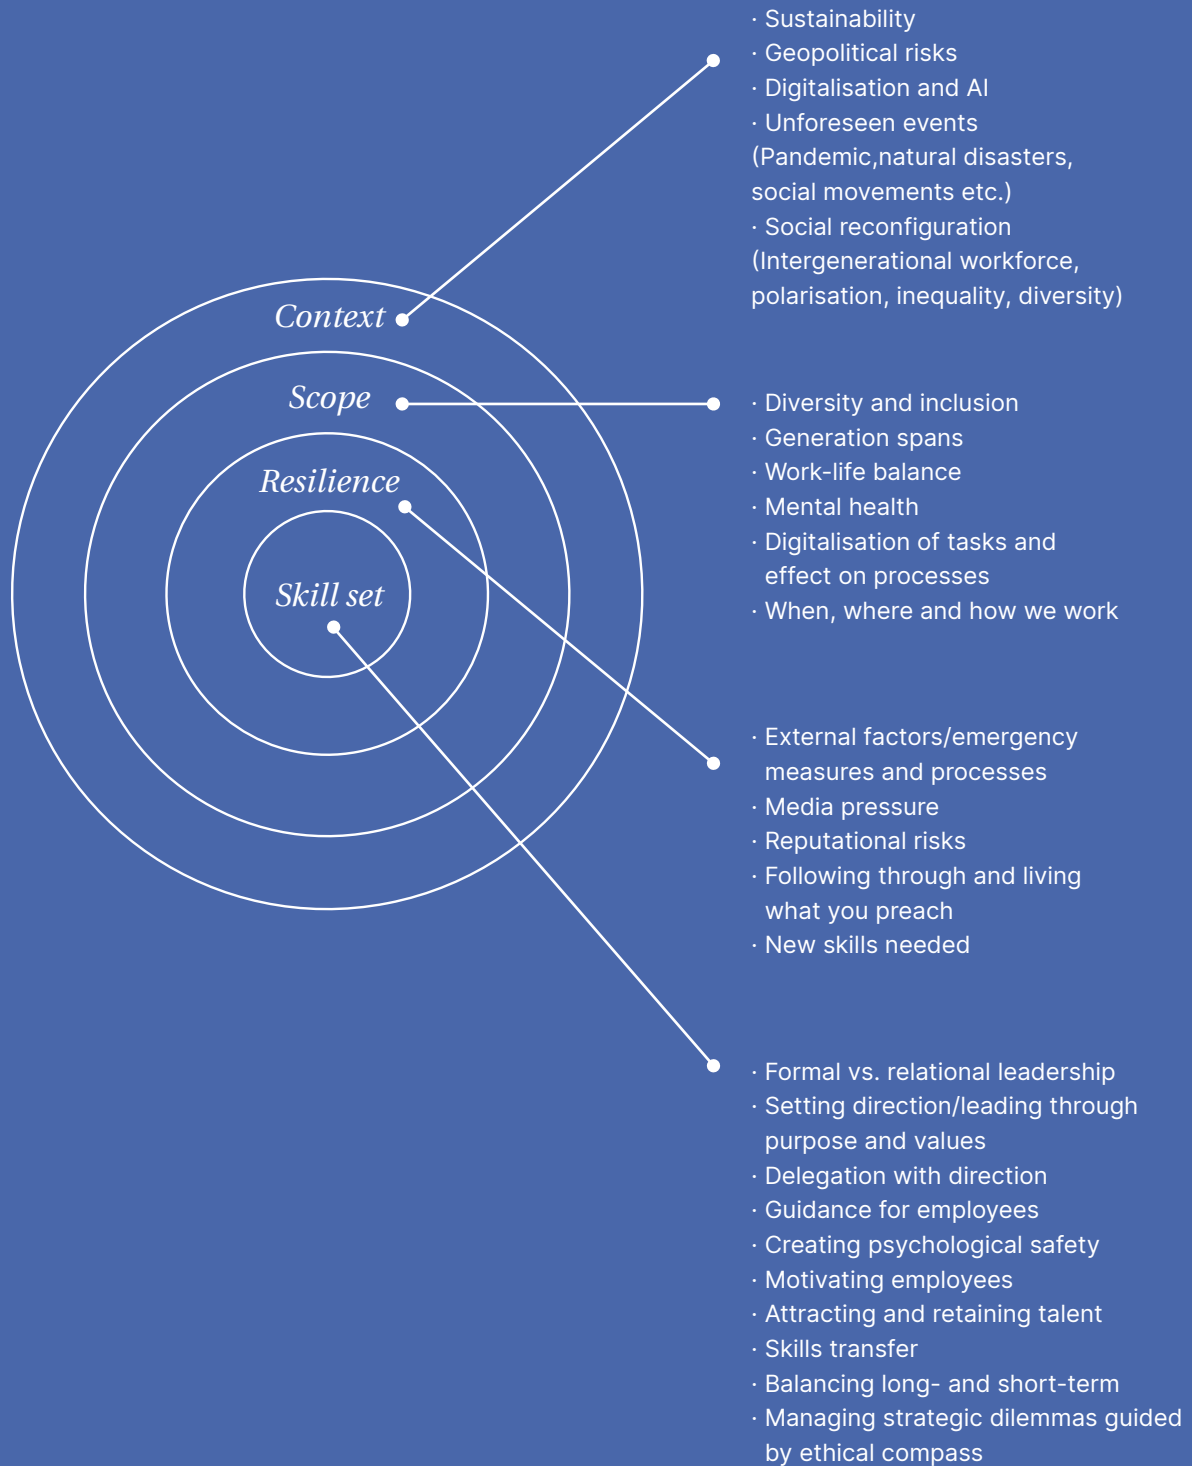 · Sustainability
· Geopolitical risks
· Digitalisation and AI
· Unforeseen events
(Pandemic,natural disasters,
social movements etc.)
· Social reconfiguration
(Intergenerational workforce,
polarisation, inequality, diversity)
Context
Scope
· Diversity and inclusion
· Generation spans
· Work-life balance
· Mental health
· Digitalisation of tasks and
effect on processes
· When, where and how we work
Resilience
· External factors/emergency
measures and processes
· Media pressure
· Reputational risks
· Following through and living
what you preach
· New skills needed
Skill set
· Formal vs. relational leadership
· Setting direction/leading through
purpose and values
· Delegation with direction
· Guidance for employees
· Creating psychological safety
· Motivating employees
· Attracting and retaining talent
· Skills transfer
· Balancing long- and short-term
· Managing strategic dilemmas guided
by ethical compass